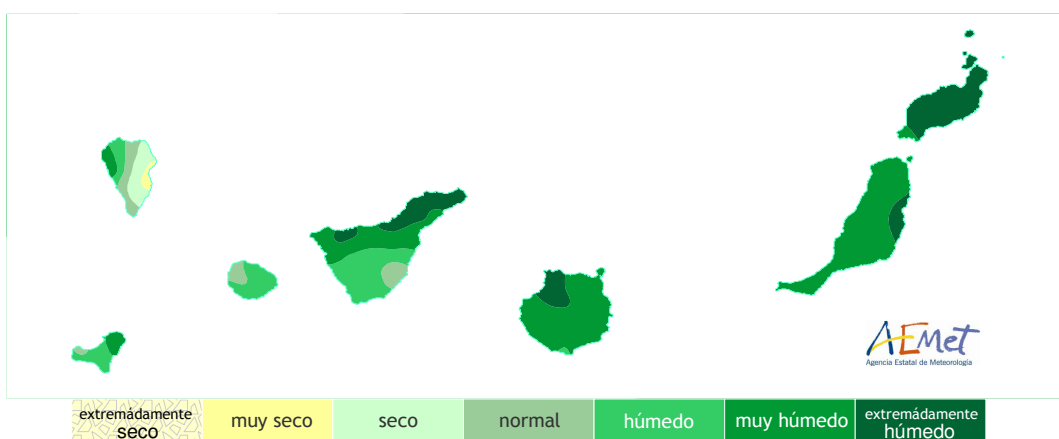 AEMet
Agencia Estatal de Meteorología
extremádamente
seco
muy seco
seco
normal
húmedo
muy húmedo
extremádamente
húmedo